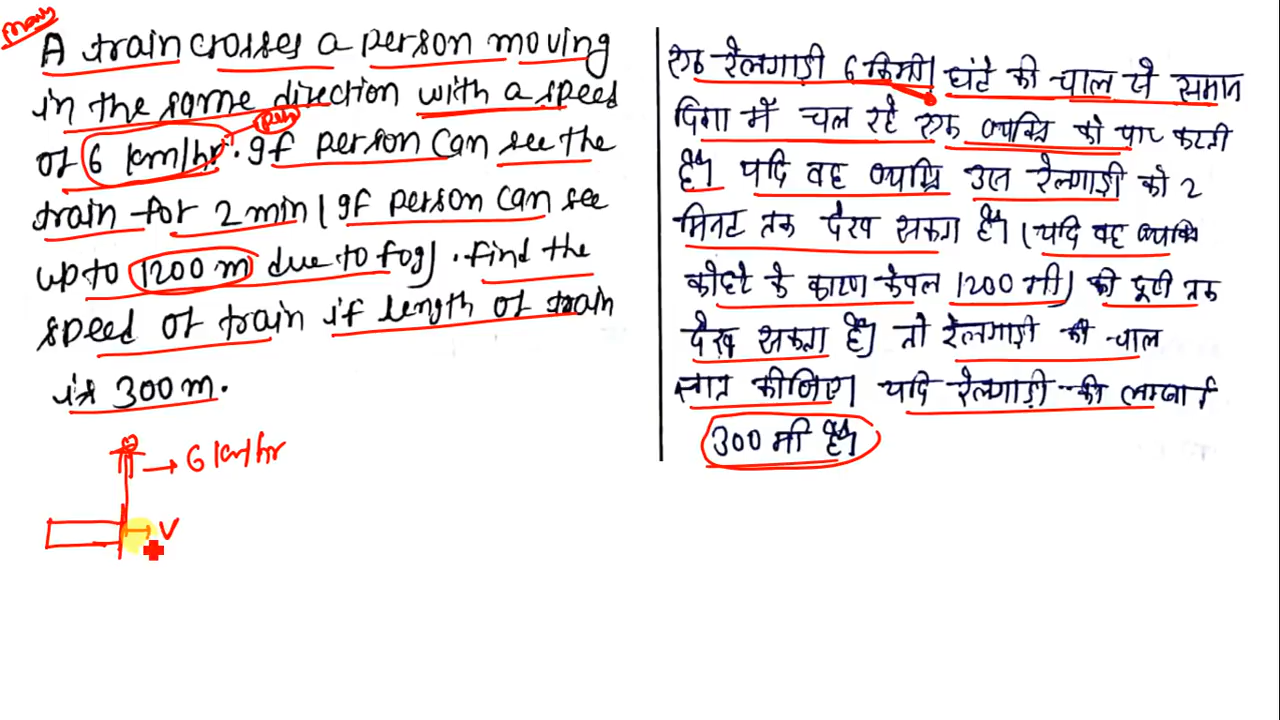 A train crosses a person moving
in the same direction with a speed
of 6 km/hr. If person can see the
train for 2 min (If person can see
up to 1200 m due to fog). find the
speed of train if length of train
is 300 m.
6 km/hr
V
एक रेलगाड़ी 6 किमी/ घंटे की चाल से समान
दिशा में चल रहे एक व्यक्ति को पार करती
है। यदि वह व्यक्ति उस रेलगाड़ी को 2
मिनट तक देख सकता है। (यदि वह व्यक्ति
कोहरे के कारण केवल 1200 मी) की दूरी तक
देख सकता है) तो रेलगाड़ी की चाल
ज्ञात कीजिए। यदि रेलगाड़ी की लम्बाई
300 मी है।